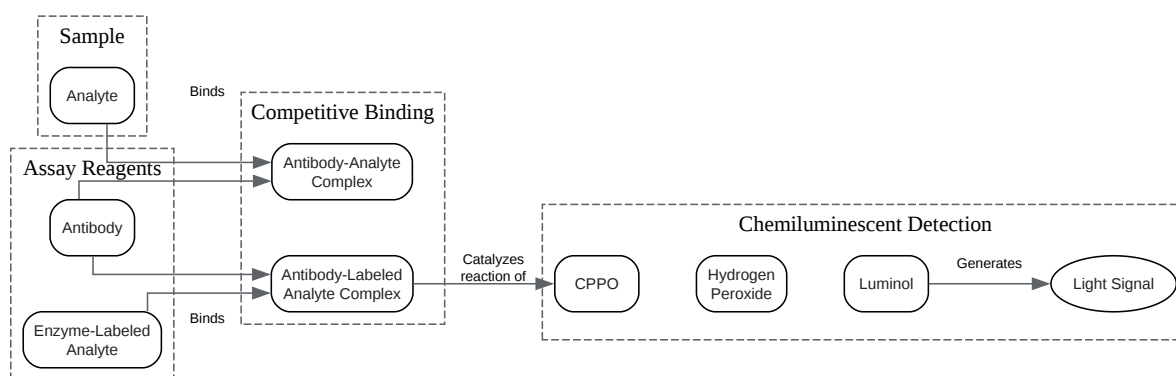 Sample
Analyte
Binds
Competitive Binding
Antibody-Analyte
Complex
Assay Reagents
Antibody
Chemiluminescent Detection
Antibody-Labeled
Analyte Complex
Catalyzes
reaction of
CPPO
Hydrogen
Peroxide
Luminol
Generates
Light Signal
Binds
Enzyme-Labeled
Analyte